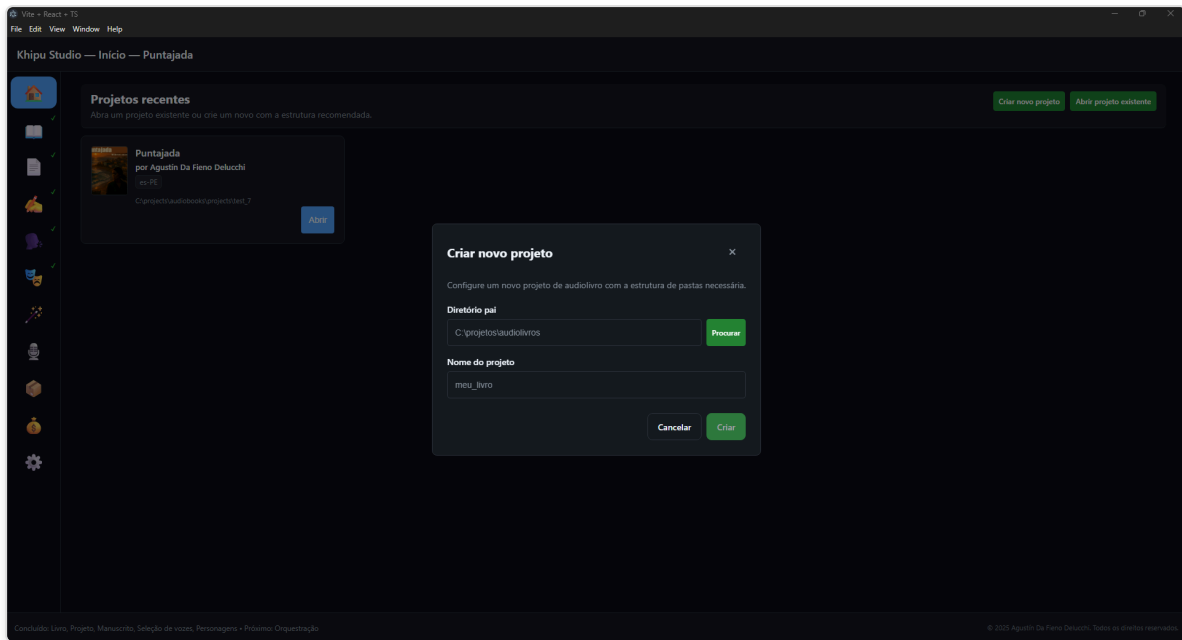 Vite + React + TS
File Edit View Window Help
Khipu Studio — Início — Puntajada
Projetos recentes
Abra um projeto existente ou crie um novo com a estrutura recomendada.
Criar novo projeto
Abrir projeto existente
Puntajada
por Agustín Da Fieno Delucchi
es-PE
C:\projects\audiobooks\projects\test_7
Abrir
Criar novo projeto
×
Configure um novo projeto de audiolivro com a estrutura de pastas necessária.
Diretório pai
C:\projetos\audiolivros
Procurar
Nome do projeto
meu_livro
Cancelar
Criar
Concluído: Livro, Projeto, Manuscrito, Seleção de vozes, Personagens • Próximo: Orquestração
© 2025 Agustín Da Fieno Delucchi. Todos os direitos reservados